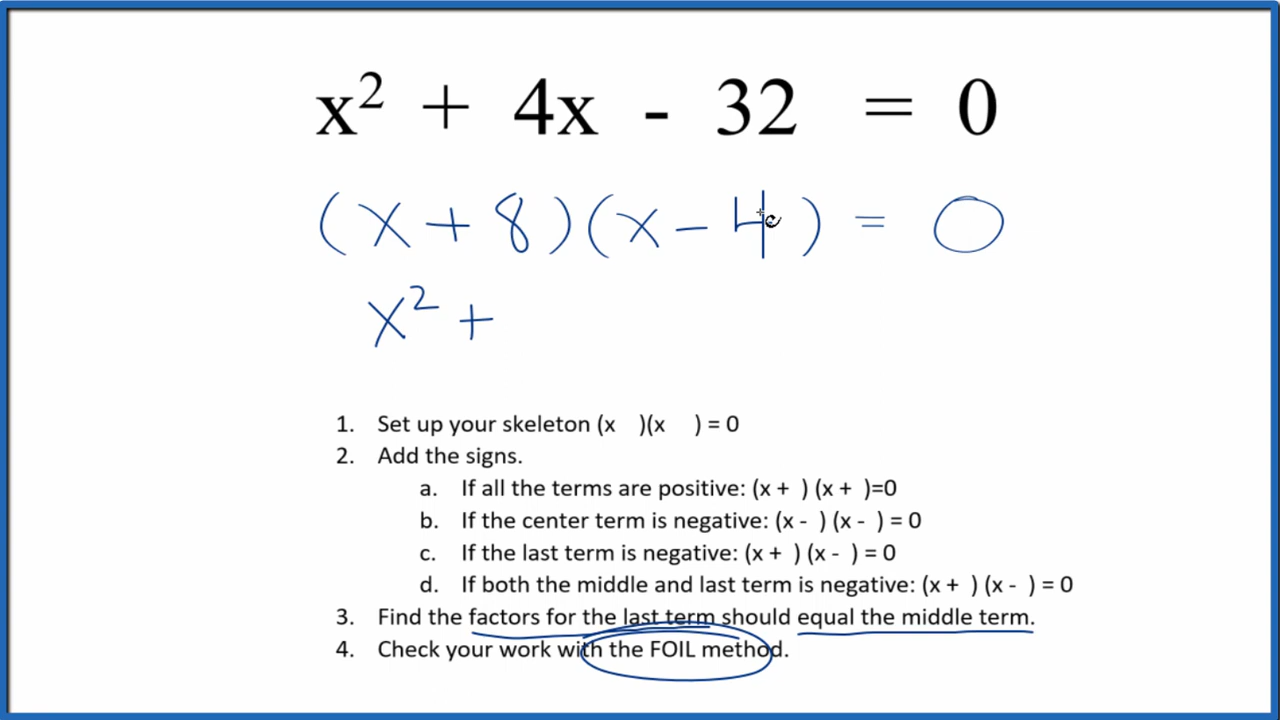 x² + 4x - 32 = 0
(x + 8)(x - 4) = 0
x² +
1. Set up your skeleton (x   )(x   ) = 0
2. Add the signs.
a. If all the terms are positive: (x +  ) (x +  )=0
b. If the center term is negative: (x -  ) (x -  ) = 0
c. If the last term is negative: (x +  ) (x -  ) = 0
d. If both the middle and last term is negative: (x +  ) (x -  ) = 0
3. Find the factors for the last term should equal the middle term.
4. Check your work with the FOIL method.